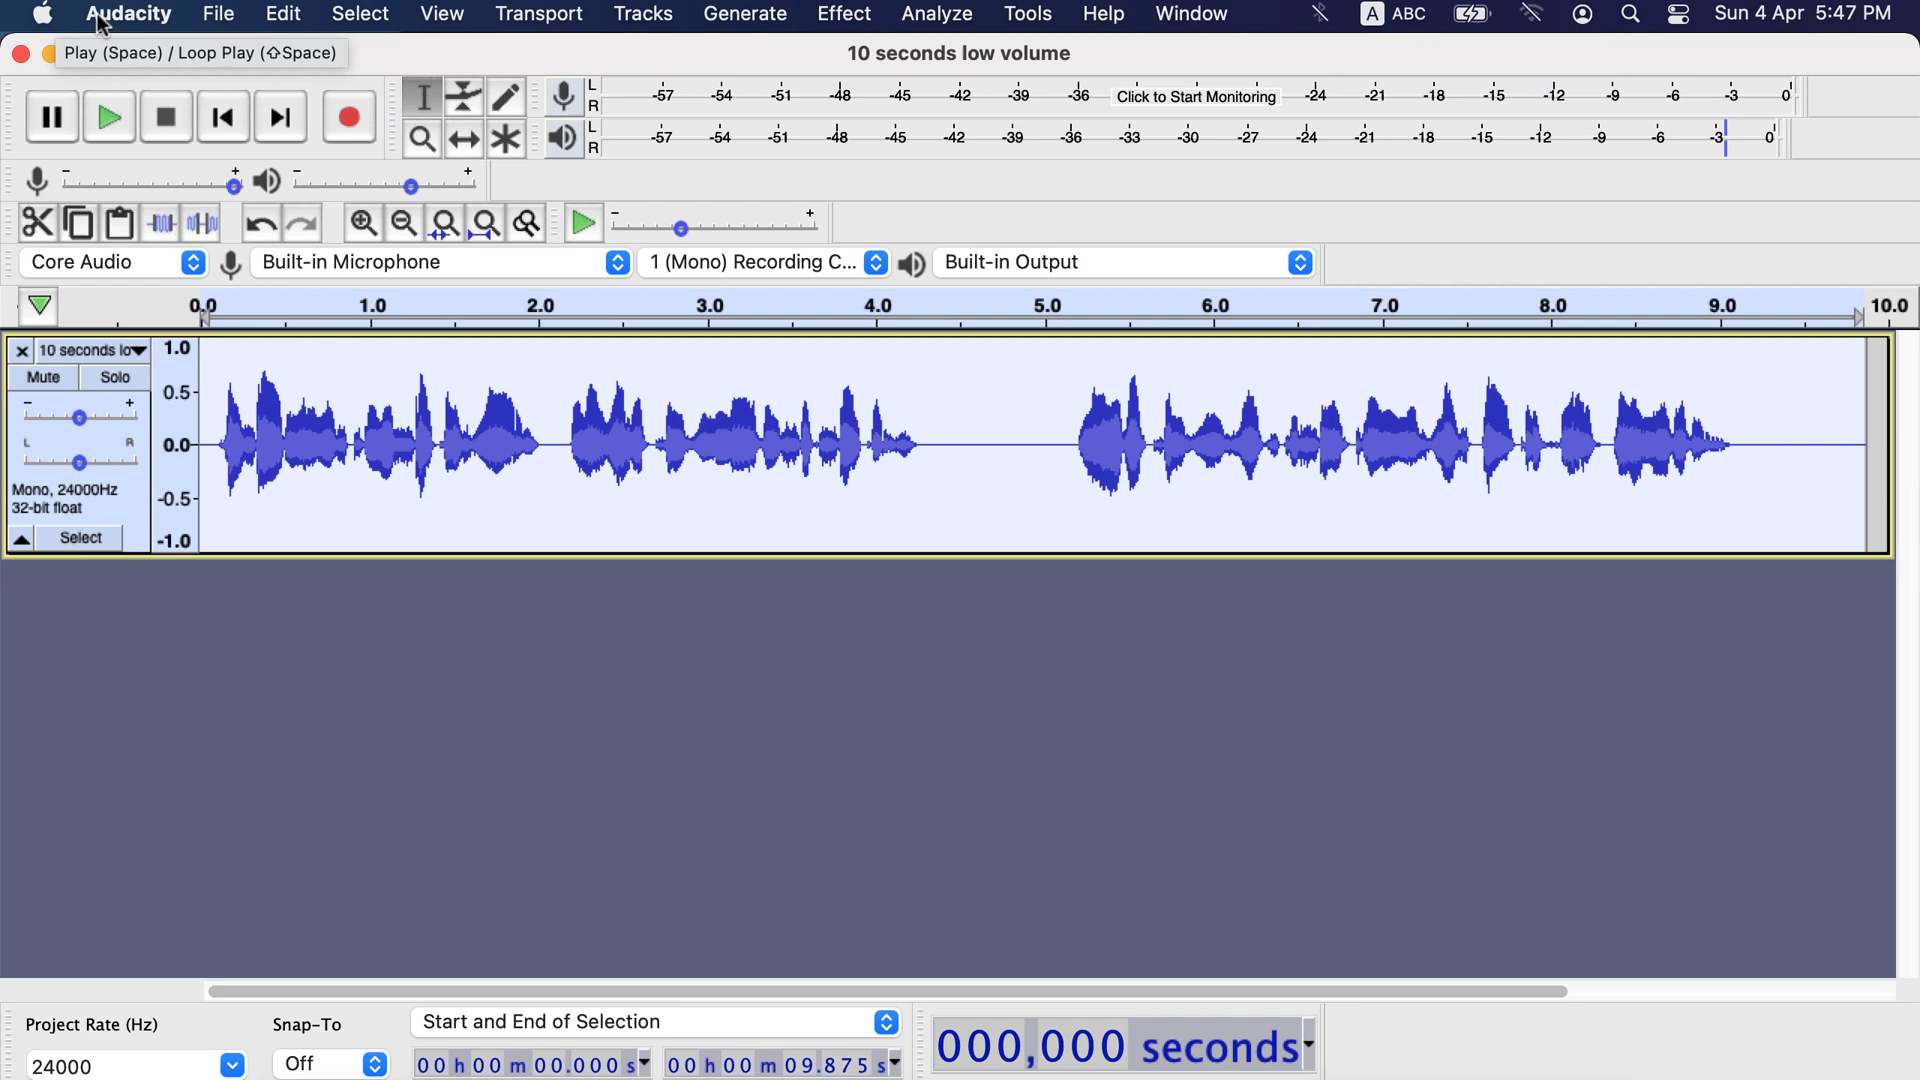 Audacity File Edit Select View Transport Tracks Generate Effect Analyze Tools Help Window A ABC Sun 4 Apr 5:47 PM
Play (Space) / Loop Play (⇧Space)
10 seconds low volume
L
R
-57 -54 -51 -48 -45 -42 -39 -36 Click to Start Monitoring -24 -21 -18 -15 -12 -9 -6 -3 0
L
R
-57 -54 -51 -48 -45 -42 -39 -36 -33 -30 -27 -24 -21 -18 -15 -12 -9 -6 -3 0
- + - +
- +
Core Audio Built-in Microphone 1 (Mono) Recording C... Built-in Output
0.0 1.0 2.0 3.0 4.0 5.0 6.0 7.0 8.0 9.0 10.0
10 seconds lo
Mute Solo
- +
L R
Mono, 24000Hz
32-bit float
Select
1.0
0.5-
0.0-
-0.5-
-1.0
Project Rate (Hz) Snap-To Start and End of Selection
24000 Off 00 h 00 m 00.000 s 00 h 00 m 09.875 s
000,000 seconds